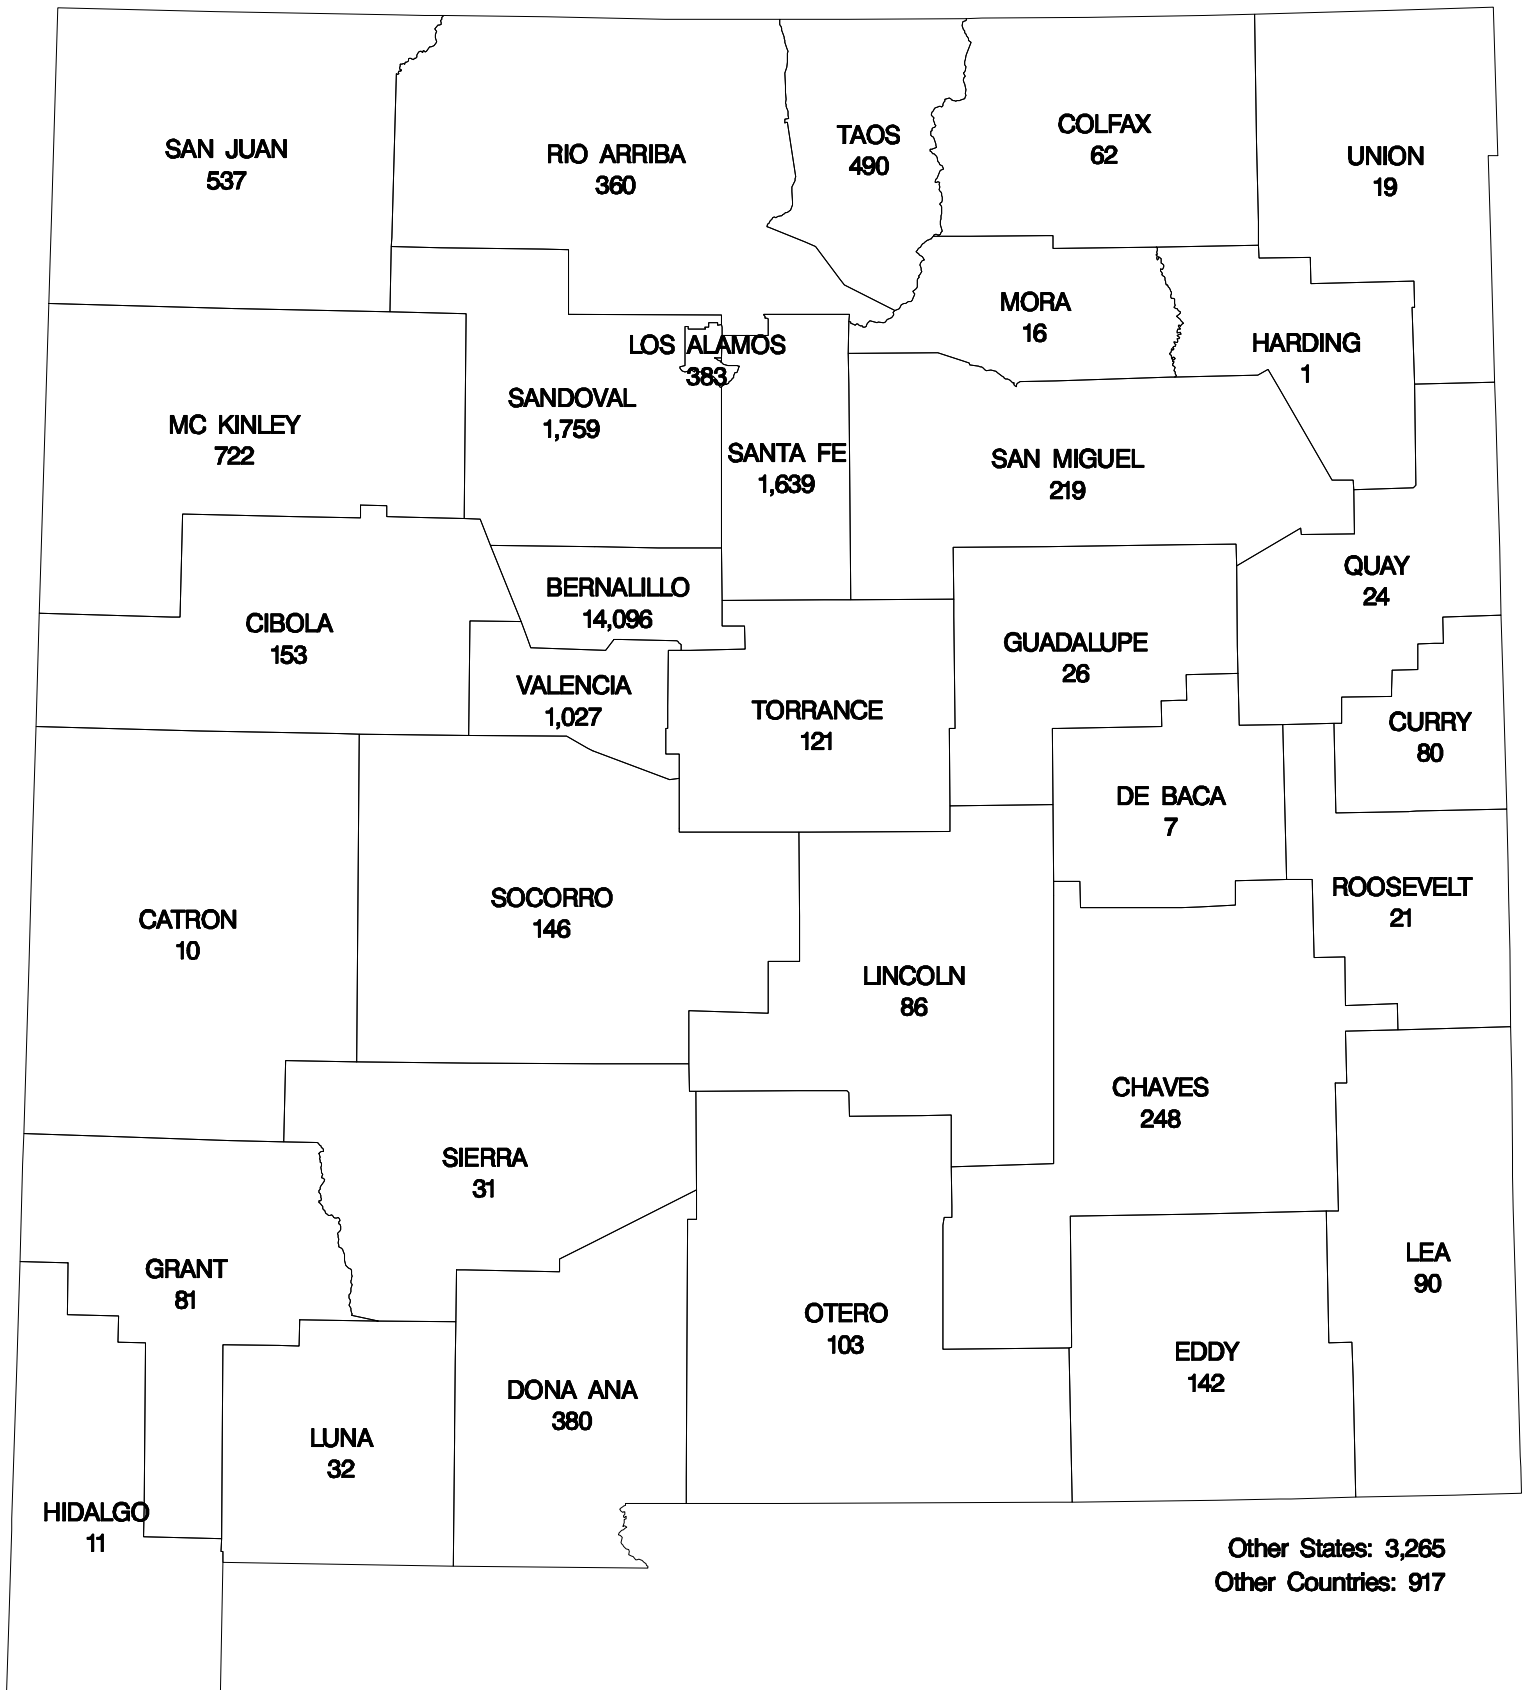 SAN JUAN
537
RIO ARRIBA
360
TAOS
490
COLFAX
62
UNION
19
MORA
16
HARDING
1
LOS ALAMOS
383
SANDOVAL
1,759
MC KINLEY
722
SANTA FE
1,639
SAN MIGUEL
219
QUAY
24
BERNALILLO
14,096
CIBOLA
153
GUADALUPE
26
VALENCIA
1,027
TORRANCE
121
CURRY
80
DE BACA
7
ROOSEVELT
21
SOCORRO
146
CATRON
10
LINCOLN
86
CHAVES
248
SIERRA
31
LEA
90
GRANT
81
OTERO
103
EDDY
142
DONA ANA
380
LUNA
32
HIDALGO
11
Other States: 3,265
Other Countries: 917